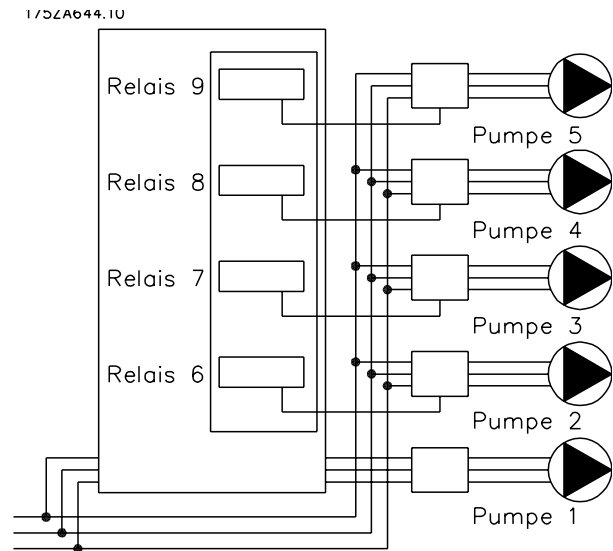 175ZA644.10
Relais 9
Pumpe 5
Relais 8
Pumpe 4
Relais 7
Pumpe 3
Relais 6
Pumpe 2
Pumpe 1